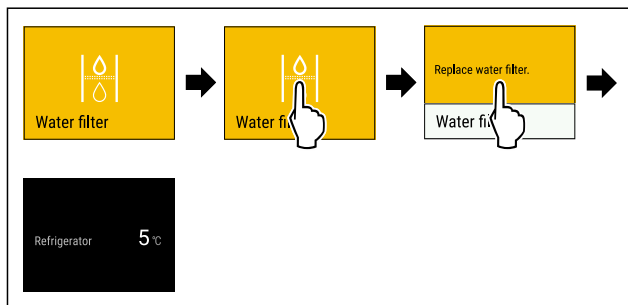 Water filter
Water fi
Replace water filter.
Water fi
Refrigerator 5 °C